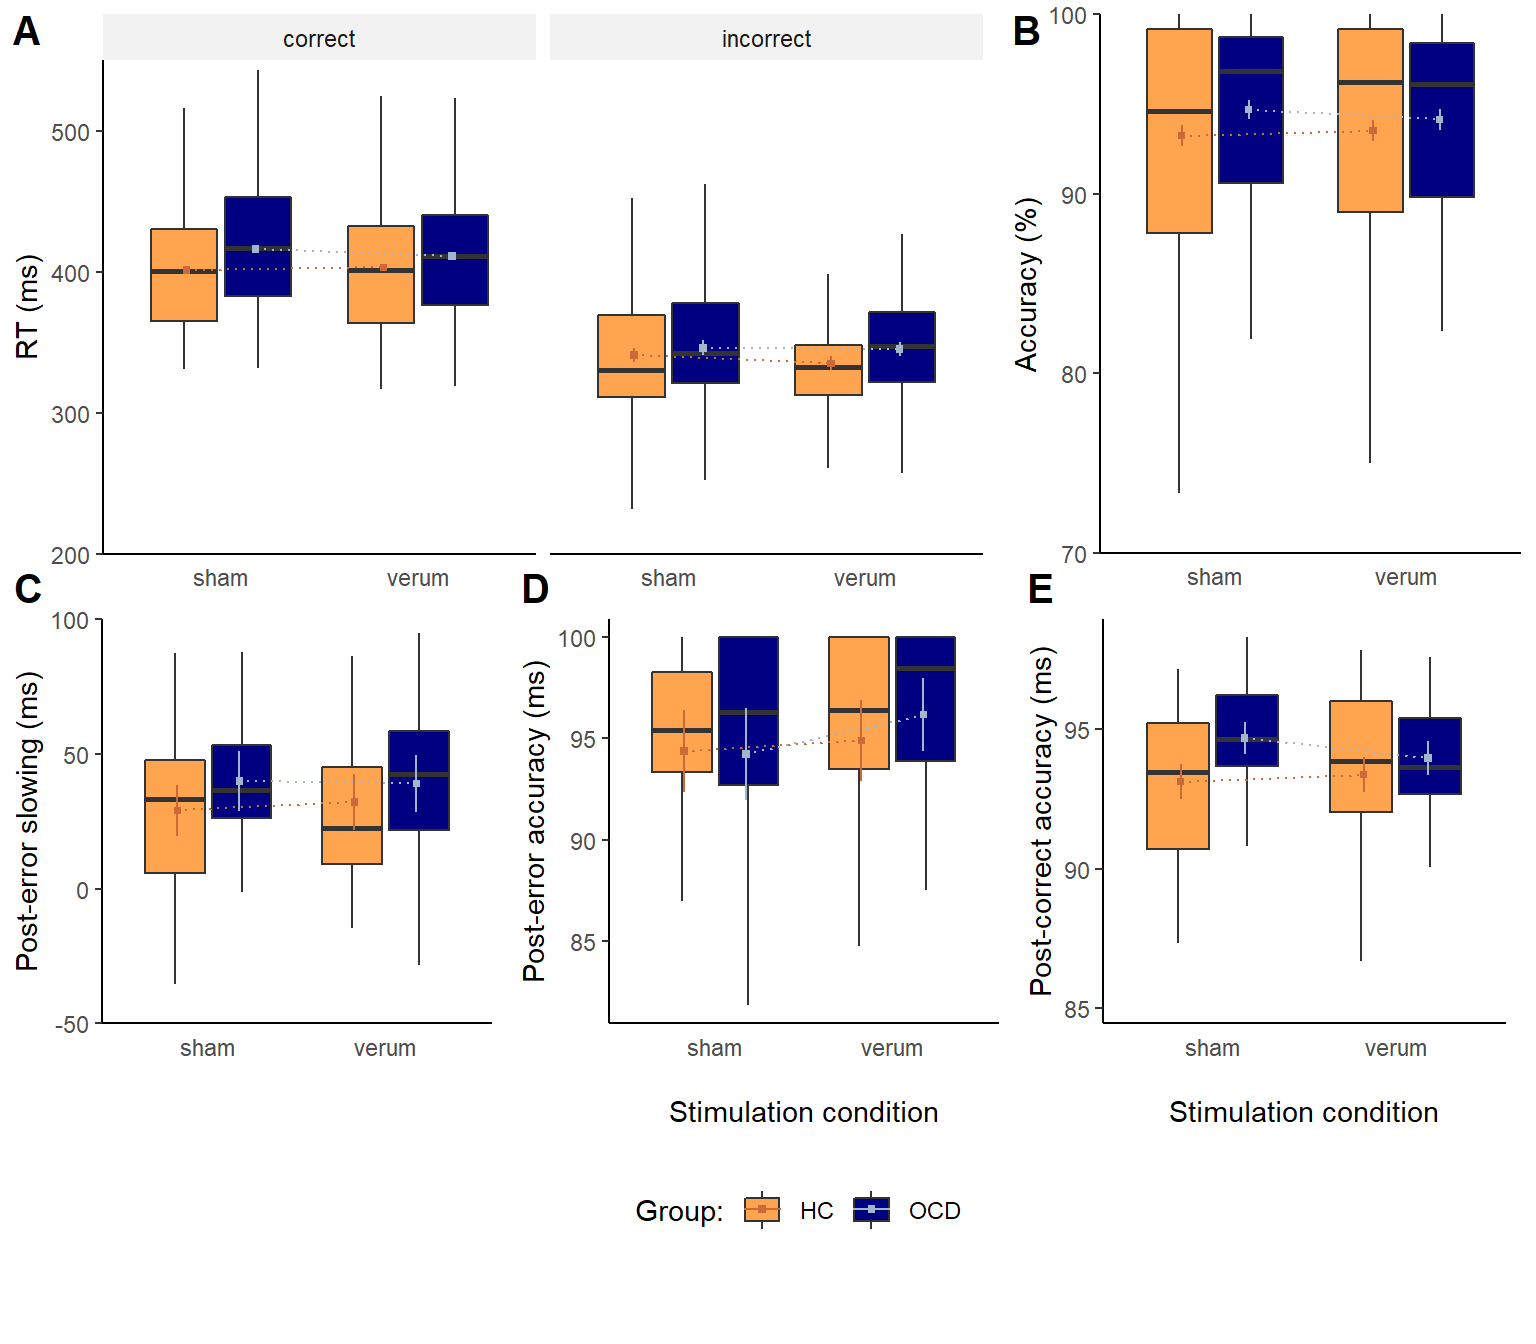 A
correct
incorrect
RT (ms)
500
400
300
200
sham
verum
sham
verum
B
Accuracy (%)
100
90
80
70
sham
verum
C
Post-error slowing (ms)
100
50
0
-50
sham
verum
D
Post-error accuracy (ms)
100
95
90
85
sham
verum
Stimulation condition
E
Post-correct accuracy (ms)
95
90
85
sham
verum
Stimulation condition
Group: HC OCD